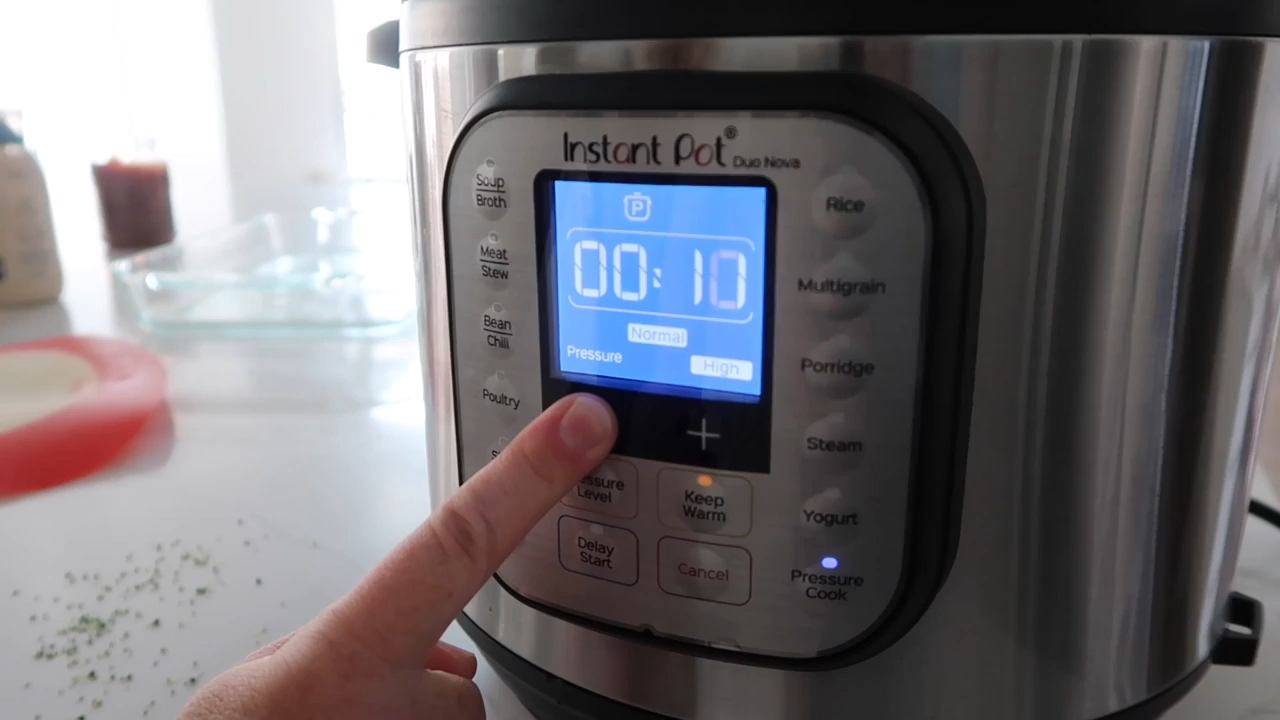 Instant Pot®
Duo Nova
Soup
Broth
Meat
Stew
Bean
Chili
Poultry
P
00:10
Normal
Pressure
High
+
Level
Keep
Warm
Delay
Start
Cancel
Rice
Multigrain
Porridge
Steam
Yogurt
Pressure
Cook